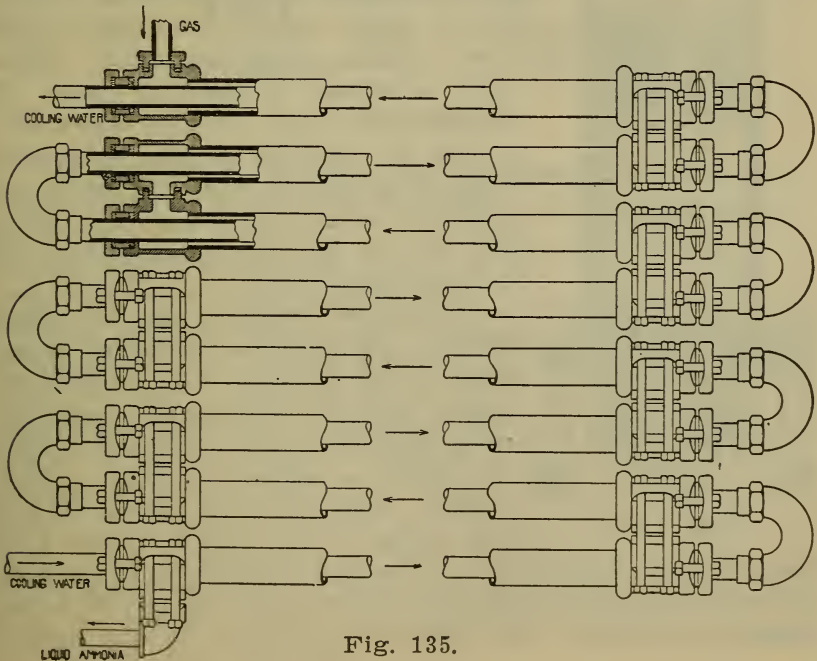 GAS
COOLING WATER
COOLING WATER
LIQUID AMMONIA
Fig. 135.